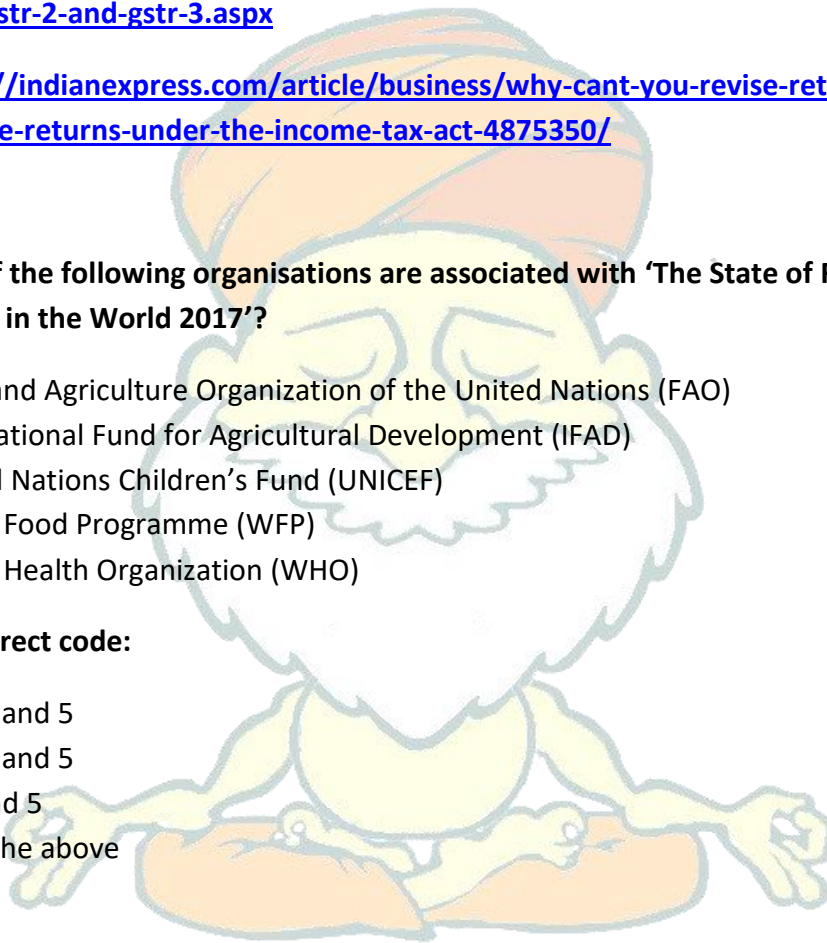 str-2-and-gstr-3.aspx
//indianexpress.com/article/business/why-cant-you-revise-ret
e-returns-under-the-income-tax-act-4875350/
the following organisations are associated with ‘The State of
in the World 2017’?
and Agriculture Organization of the United Nations (FAO)
ational Fund for Agricultural Development (IFAD)
Nations Children’s Fund (UNICEF)
Food Programme (WFP)
Health Organization (WHO)
rect code:
and 5
and 5
d 5
he above